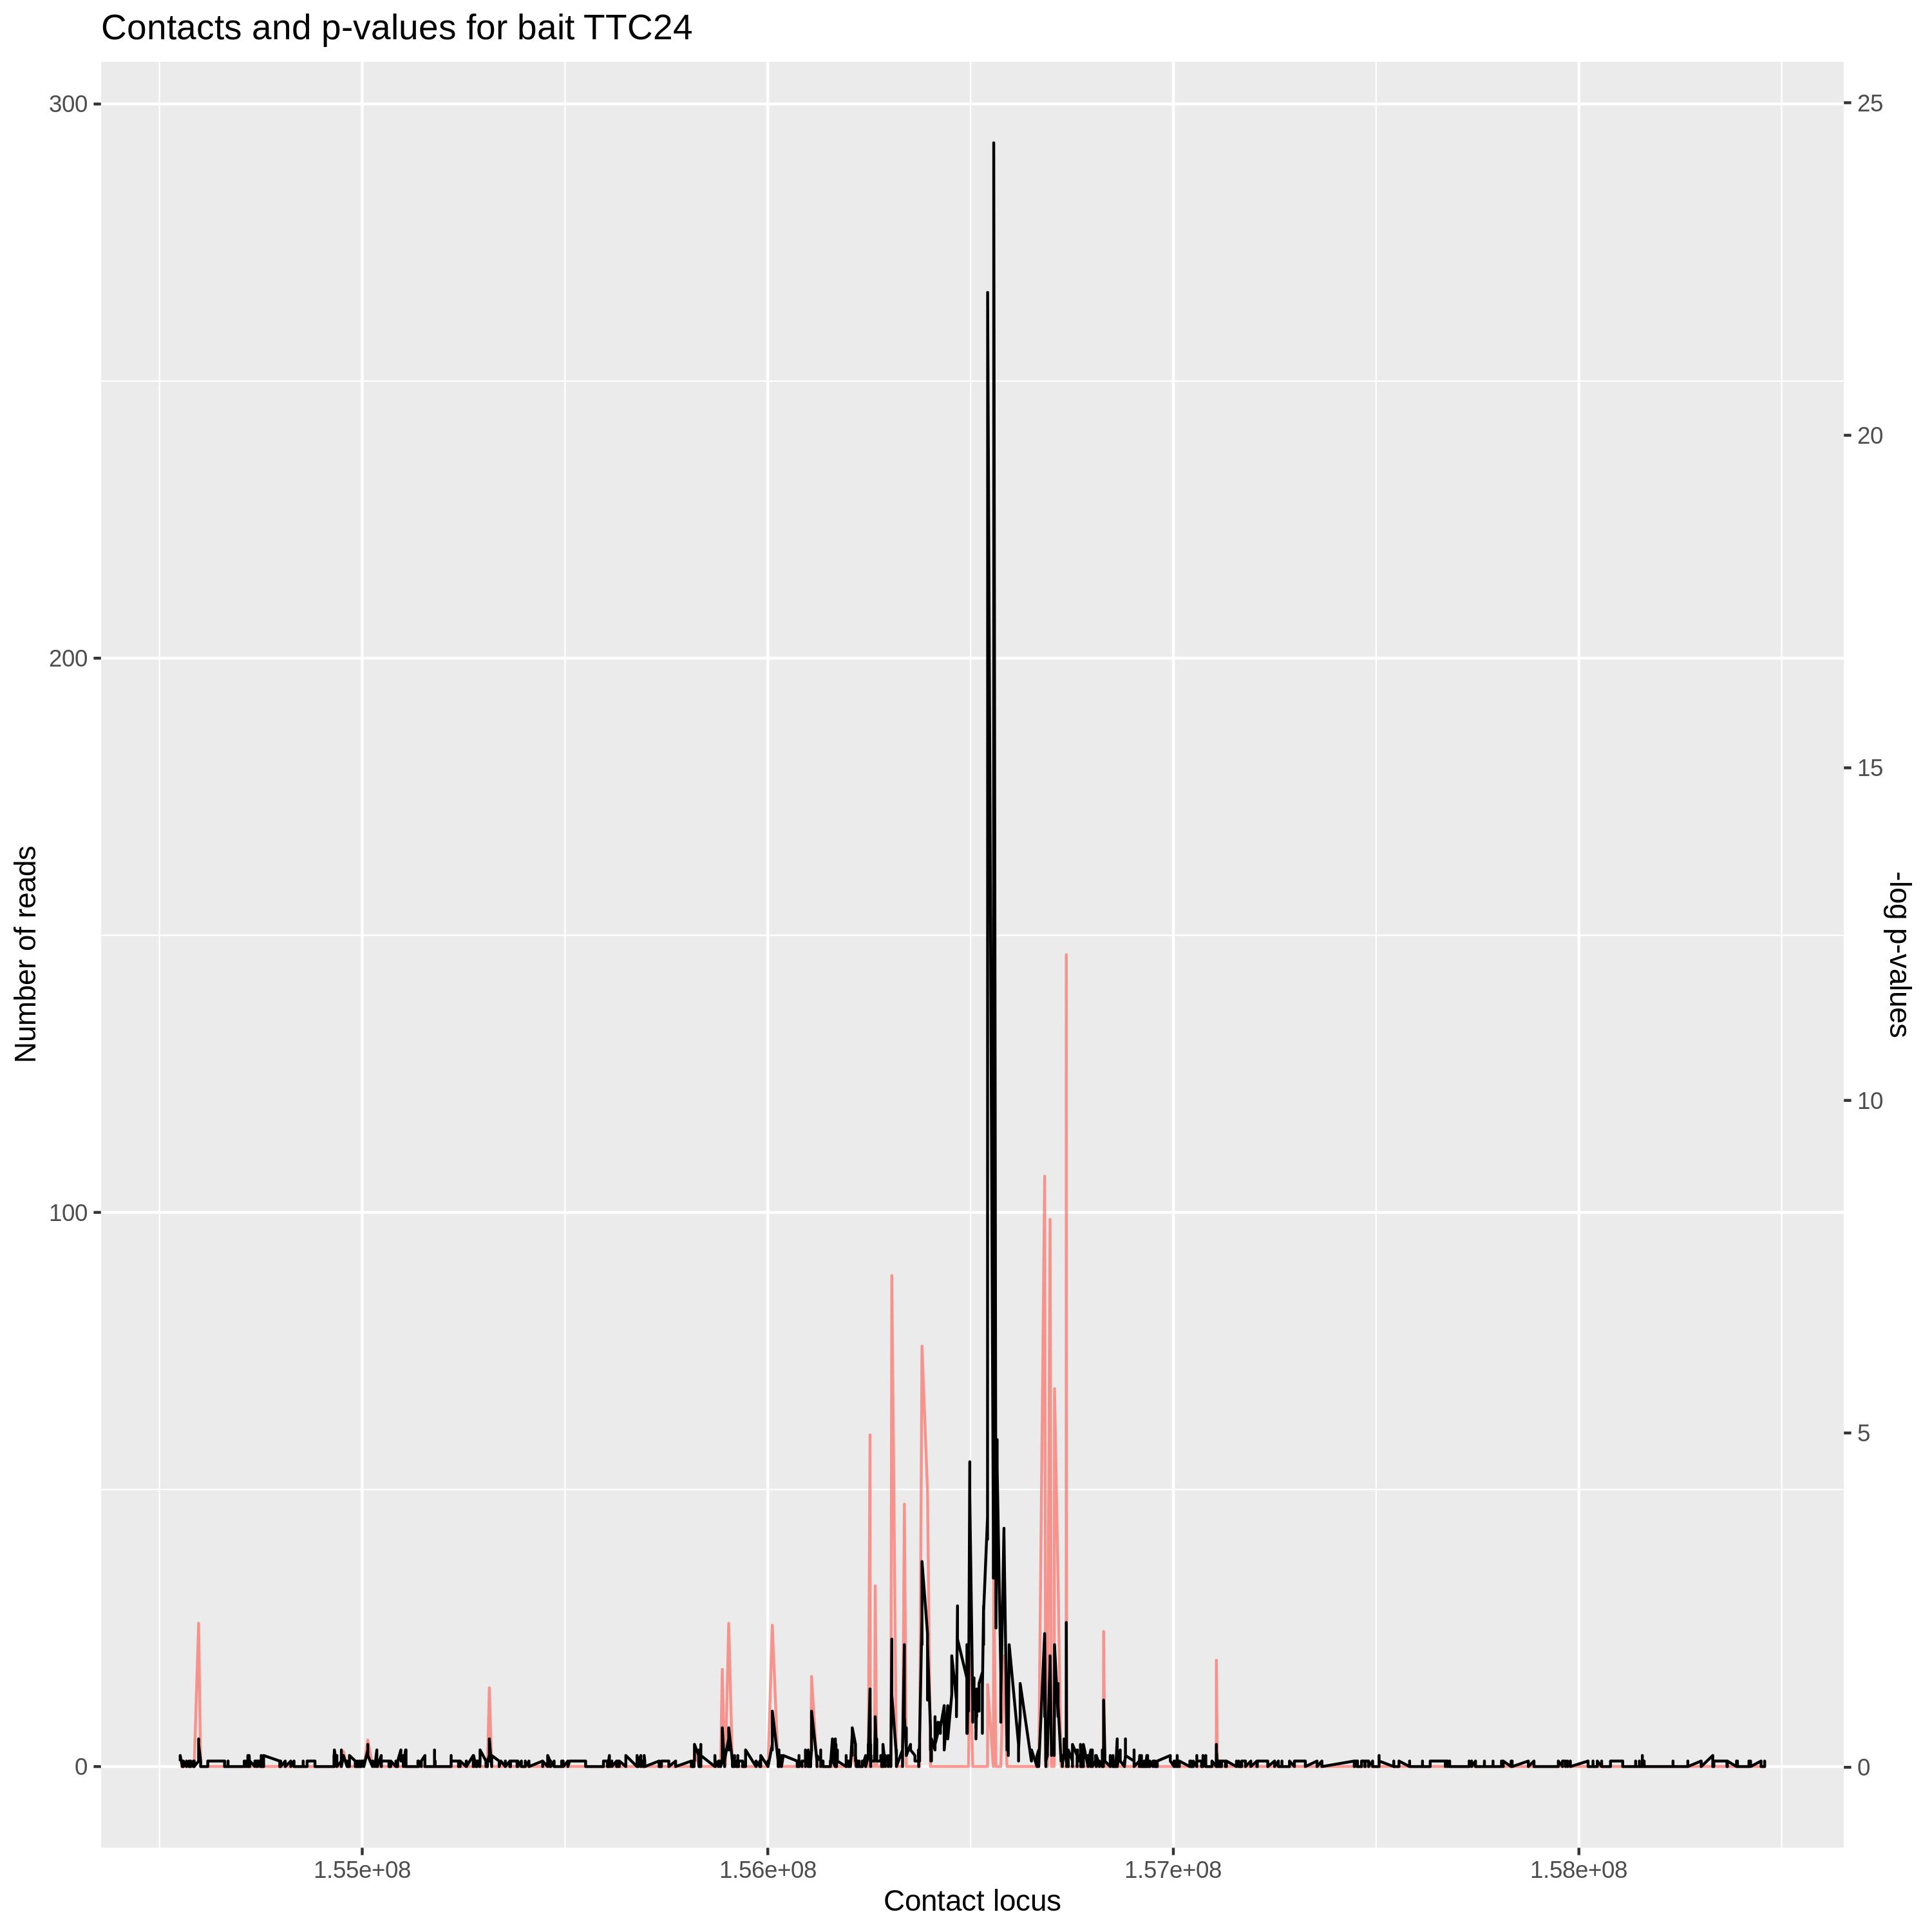 Contacts and p-values for bait TTC24
300
200
100
0
Number of reads
25
20
15
10
5
0
-log p-values
1.55e+08
1.56e+08
1.57e+08
1.58e+08
Contact locus